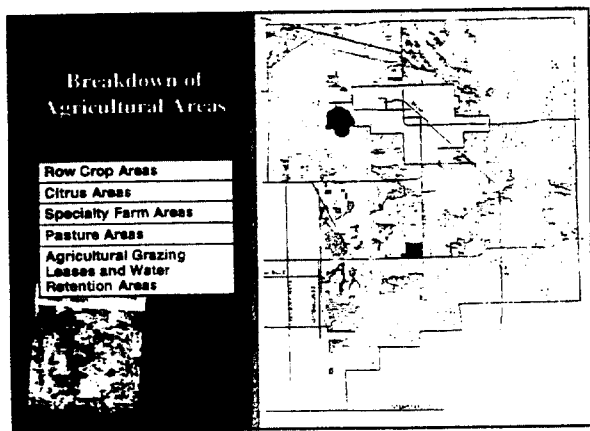 Breakdown of
Agricultural Areas
Row Crop Areas
Citrus Areas
Specialty Farm Areas
Pasture Areas
Agricultural Grazing
Leases and Water
Retention Areas